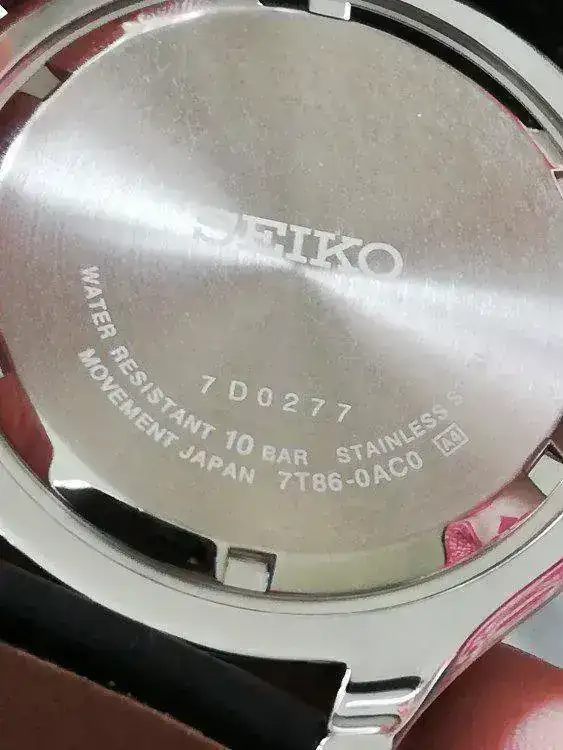 SEIKO
7D0277
WATER RESISTANT 10 BAR STAINLESS S
MOVEMENT JAPAN 7T86-0AC0 A4